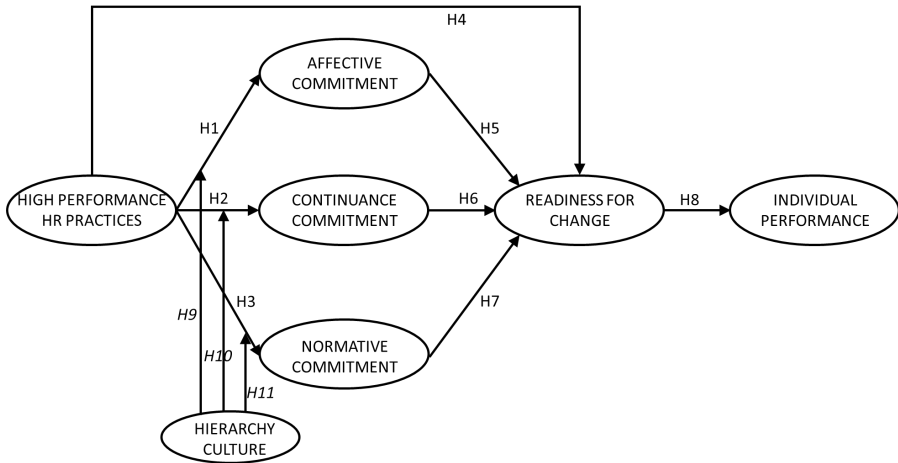 H4
AFFECTIVE
COMMITMENT
H1
H5
HIGH PERFORMANCE
HR PRACTICES
H2
CONTINUANCE
COMMITMENT
H6
READINESS FOR
CHANGE
H8
INDIVIDUAL
PERFORMANCE
H3
H7
H9
NORMATIVE
COMMITMENT
H10
H11
HIERARCHY
CULTURE